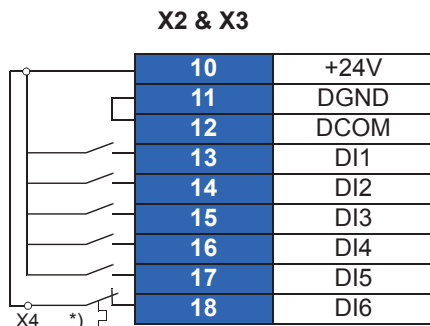 X2 & X3
10 +24V
11 DGND
12 DCOM
13 DI1
14 DI2
15 DI3
16 DI4
17 DI5
18 DI6
X4 *)